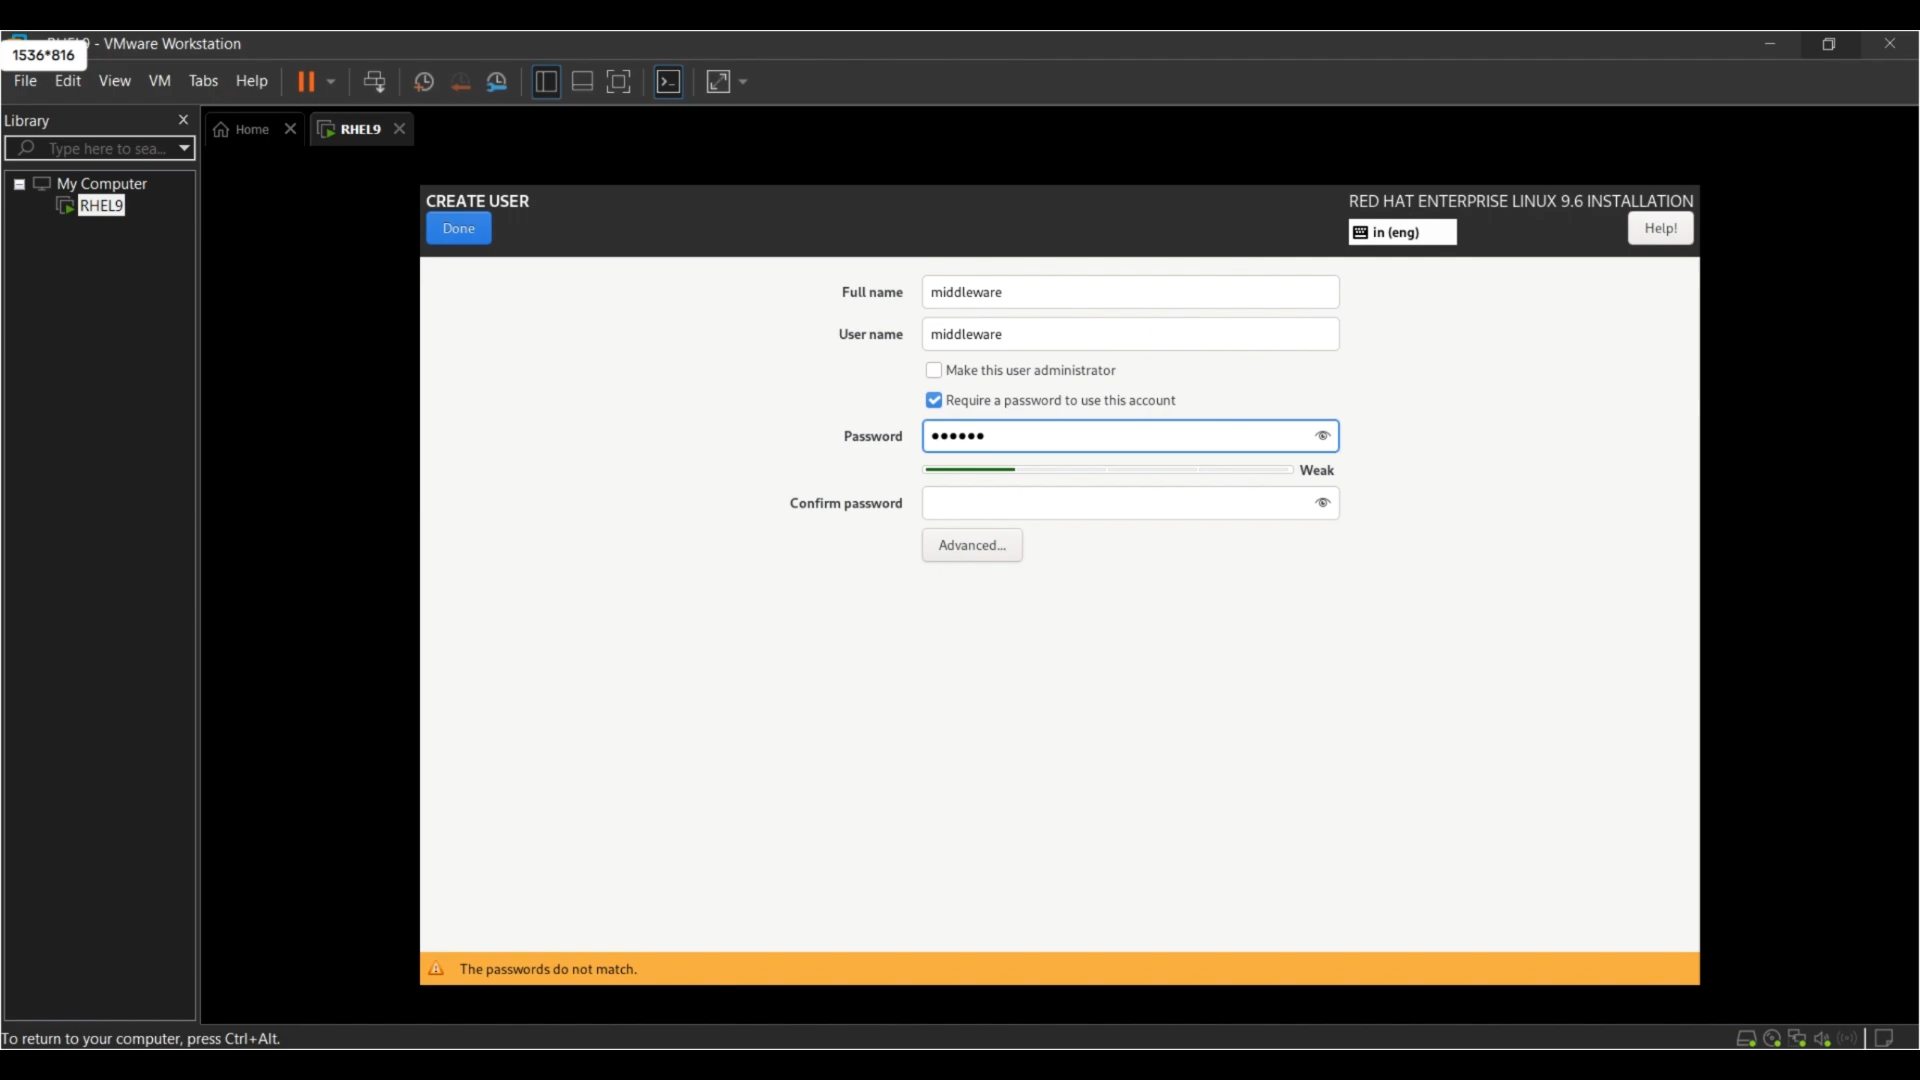 - VMware Workstation
1536*816
File Edit View VM Tabs Help
Library
Type here to sea...
My Computer
RHEL9
Home
RHEL9
CREATE USER
Done
RED HAT ENTERPRISE LINUX 9.6 INSTALLATION
in (eng)
Help!
Full name middleware
User name middleware
Make this user administrator
Require a password to use this account
Password ••••••
Weak
Confirm password
Advanced...
The passwords do not match.
To return to your computer, press Ctrl+Alt.